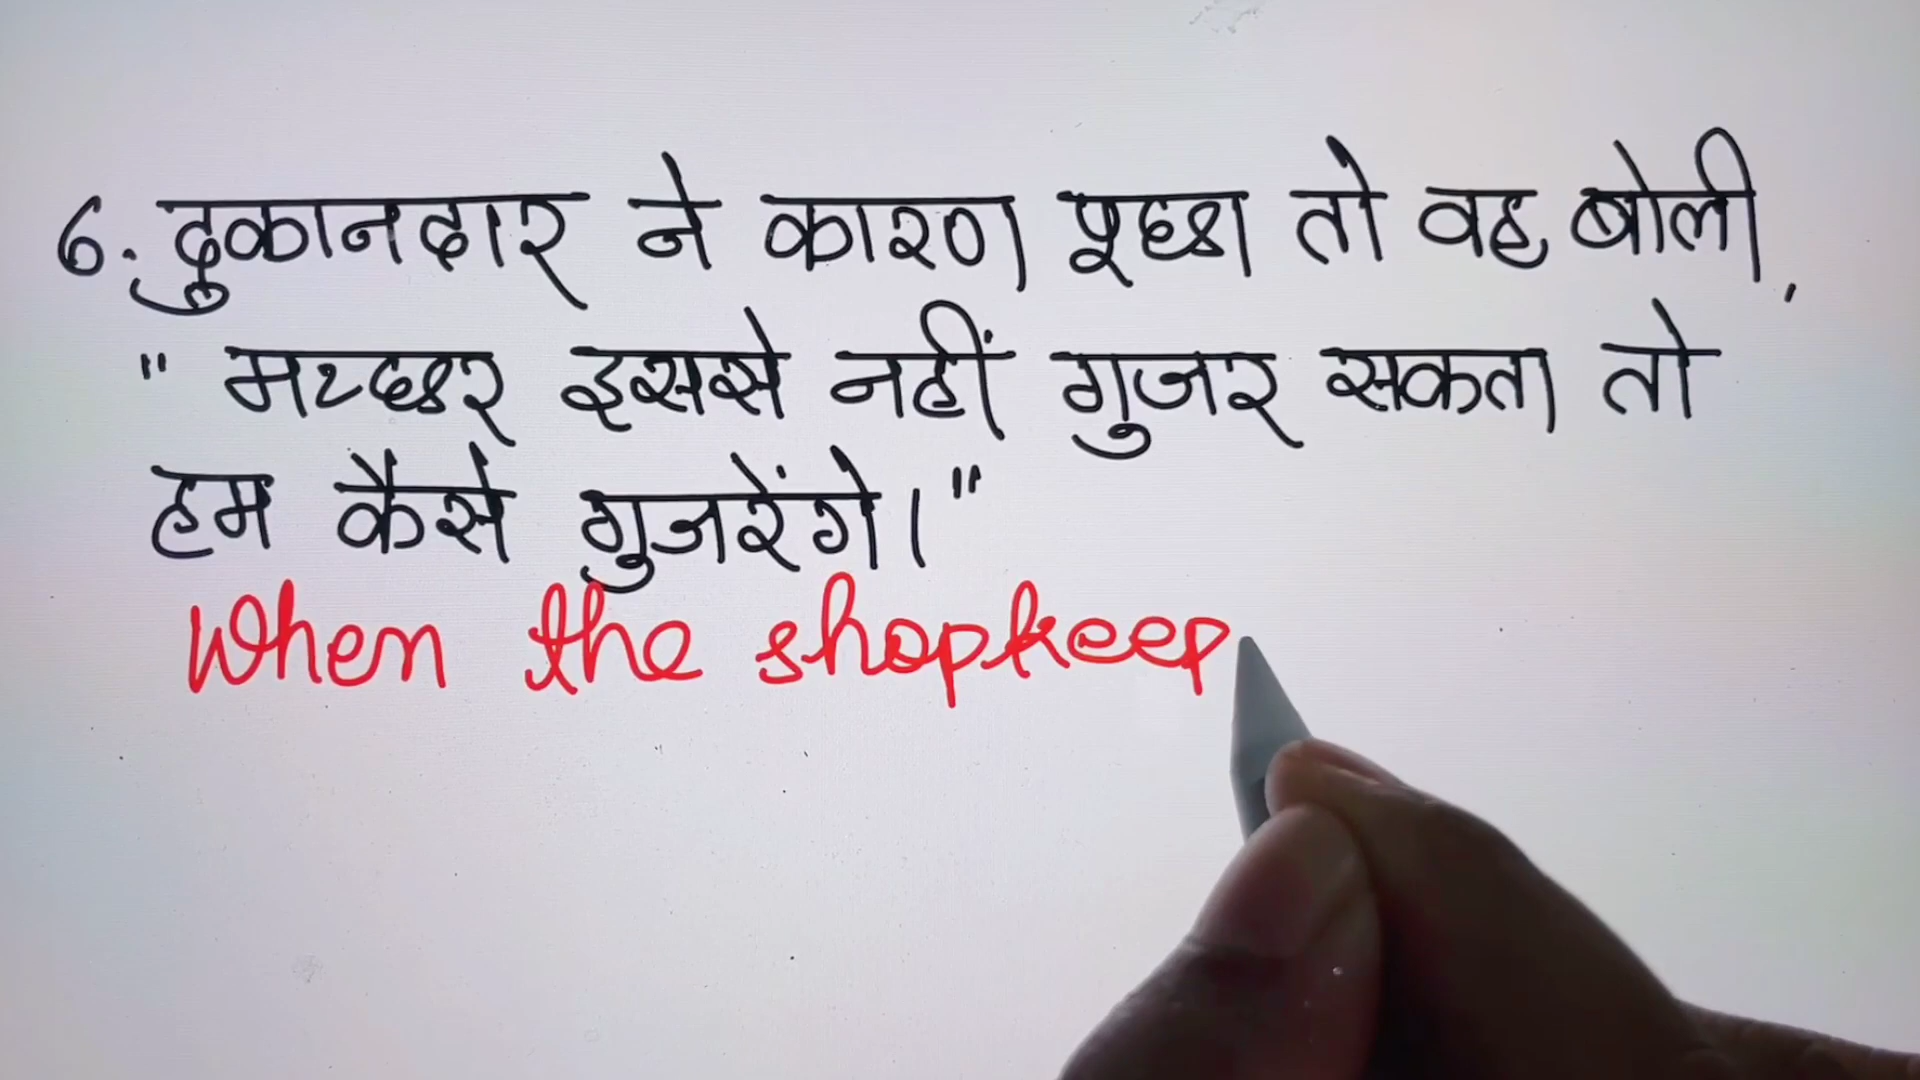 6. दुकानदार ने कारण पूछा तो वह बोली,
" मच्छर इससे नहीं गुजर सकता तो
हम कैसे गुजरेंगे।"
When the shopkeep